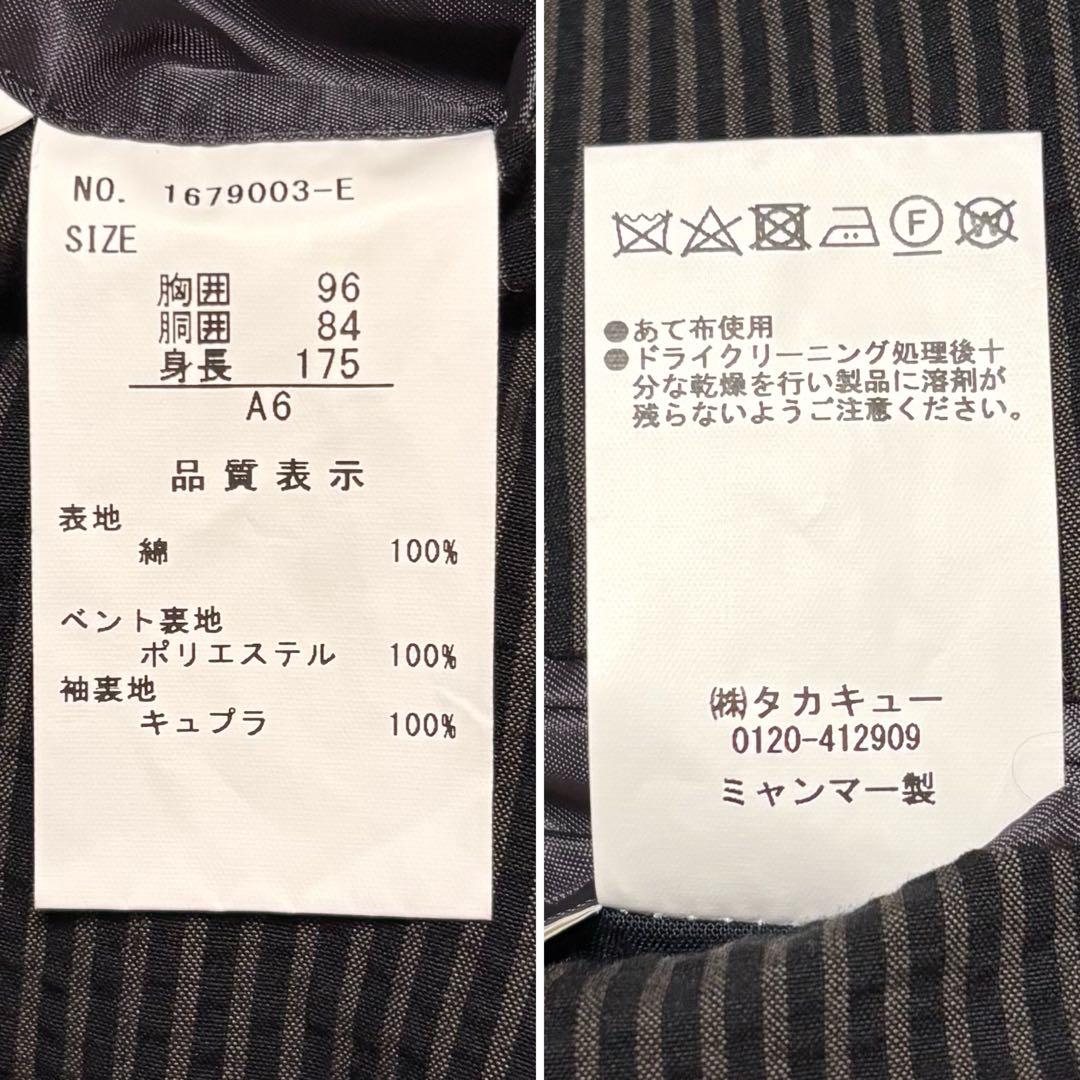 NO. 1679003-E
SIZE
胸囲 96
胴囲 84
身長 175
A6
品質表示
表地
綿 100%
ベント裏地
ポリエステル 100%
袖裏地
キュプラ 100%
F
W
●あて布使用
●ドライクリーニング処理後十
分な乾燥を行い製品に溶剤が
残らないようご注意ください。
㈱タカキュー
0120-412909
ミャンマー製